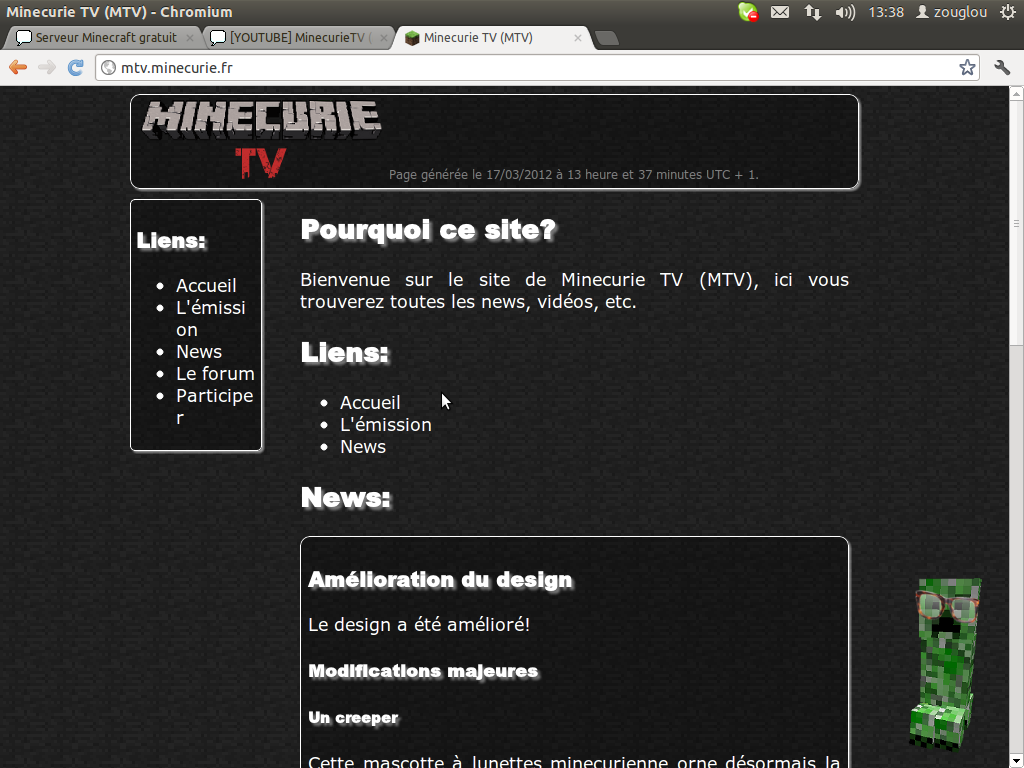 Minecurie TV (MTV) - Chromium
13:38 zouglou
Serveur Minecraft gratuit
[YOUTUBE] MinecurieTV (
Minecurie TV (MTV)
mtv.minecurie.fr
MINECURIE
TV
Page générée le 17/03/2012 à 13 heure et 37 minutes UTC + 1.
Liens:
Accueil
L'émissi
on
News
Le forum
Participe
r
Pourquoi ce site?
Bienvenue sur le site de Minecurie TV (MTV), ici vous
trouverez toutes les news, vidéos, etc.
Liens:
Accueil
L'émission
News
News:
Amélioration du design
Le design a été amélioré!
Modifications majeures
Un creeper
Cette mascotte à lunettes minecurienne orne désormais la